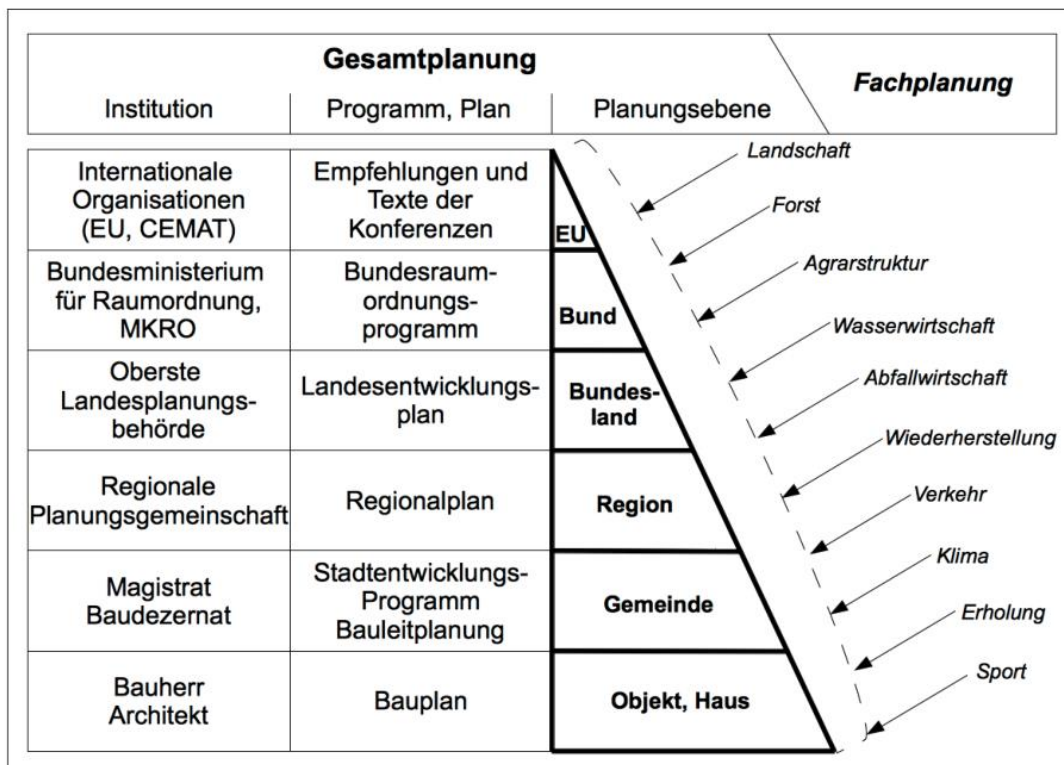 Gesamtplanung
Fachplanung
Institution
Programm, Plan
Planungsebene
Internationale
Organisationen
(EU, CEMAT)
Empfehlungen und
Texte der
Konferenzen
EU
Bundesministerium
für Raumordnung,
MKRO
Bundesraum-
ordnungs-
programm
Bund
Oberste
Landesplanungs-
behörde
Landesentwicklungs-
plan
Bundes-
land
Regionale
Planungsgemeinschaft
Regionalplan
Region
Magistrat
Baudezernat
Stadtentwicklungs-
Programm
Bauleitplanung
Gemeinde
Bauherr
Architekt
Bauplan
Objekt, Haus
Landschaft
Forst
Agrarstruktur
Wasserwirtschaft
Abfallwirtschaft
Wiederherstellung
Verkehr
Klima
Erholung
Sport